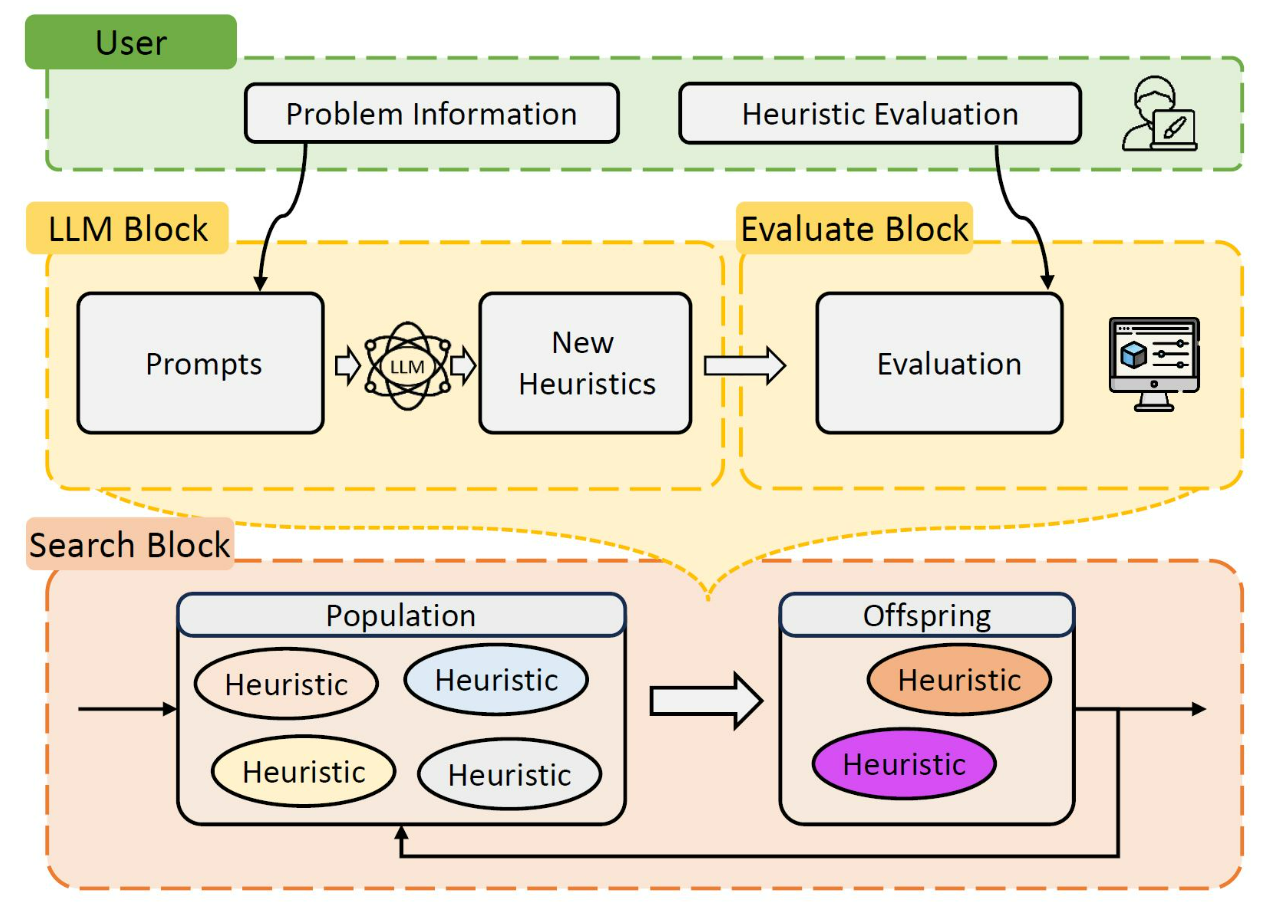 User
Problem Information
Heuristic Evaluation
LLM Block
Evaluate Block
Prompts
LLM
New
Heuristics
Evaluation
Search Block
Population
Offspring
Heuristic
Heuristic
Heuristic
Heuristic
Heuristic
Heuristic